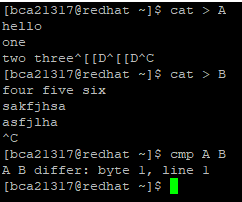 [bca21317@redhat ~]$ cat > A
hello
one
two three^[[D^[[D^C
[bca21317@redhat ~]$ cat > B
four five six
sakfjhsa
asfjlha
^C
[bca21317@redhat ~]$ cmp A B
A B differ: byte 1, line 1
[bca21317@redhat ~]$